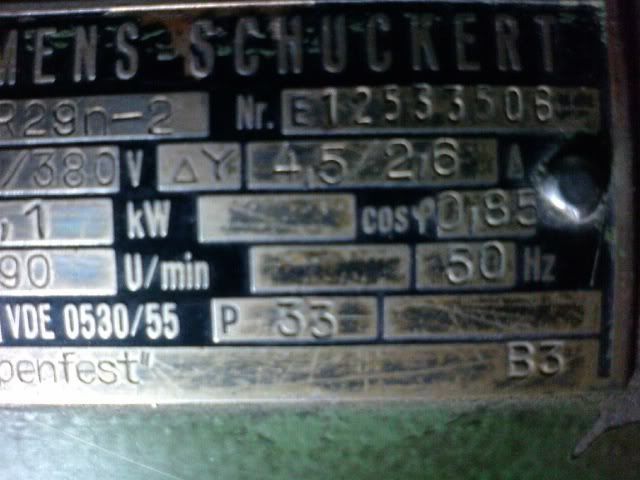 MENS-SCHUCKERT
R29n-2 Nr. E12533506
/380 V △Y 4,5/2,6 A
,1 kW cosφ 0,85
90 U/min 50 Hz
VDE 0530/55 P 33
penfest" B3